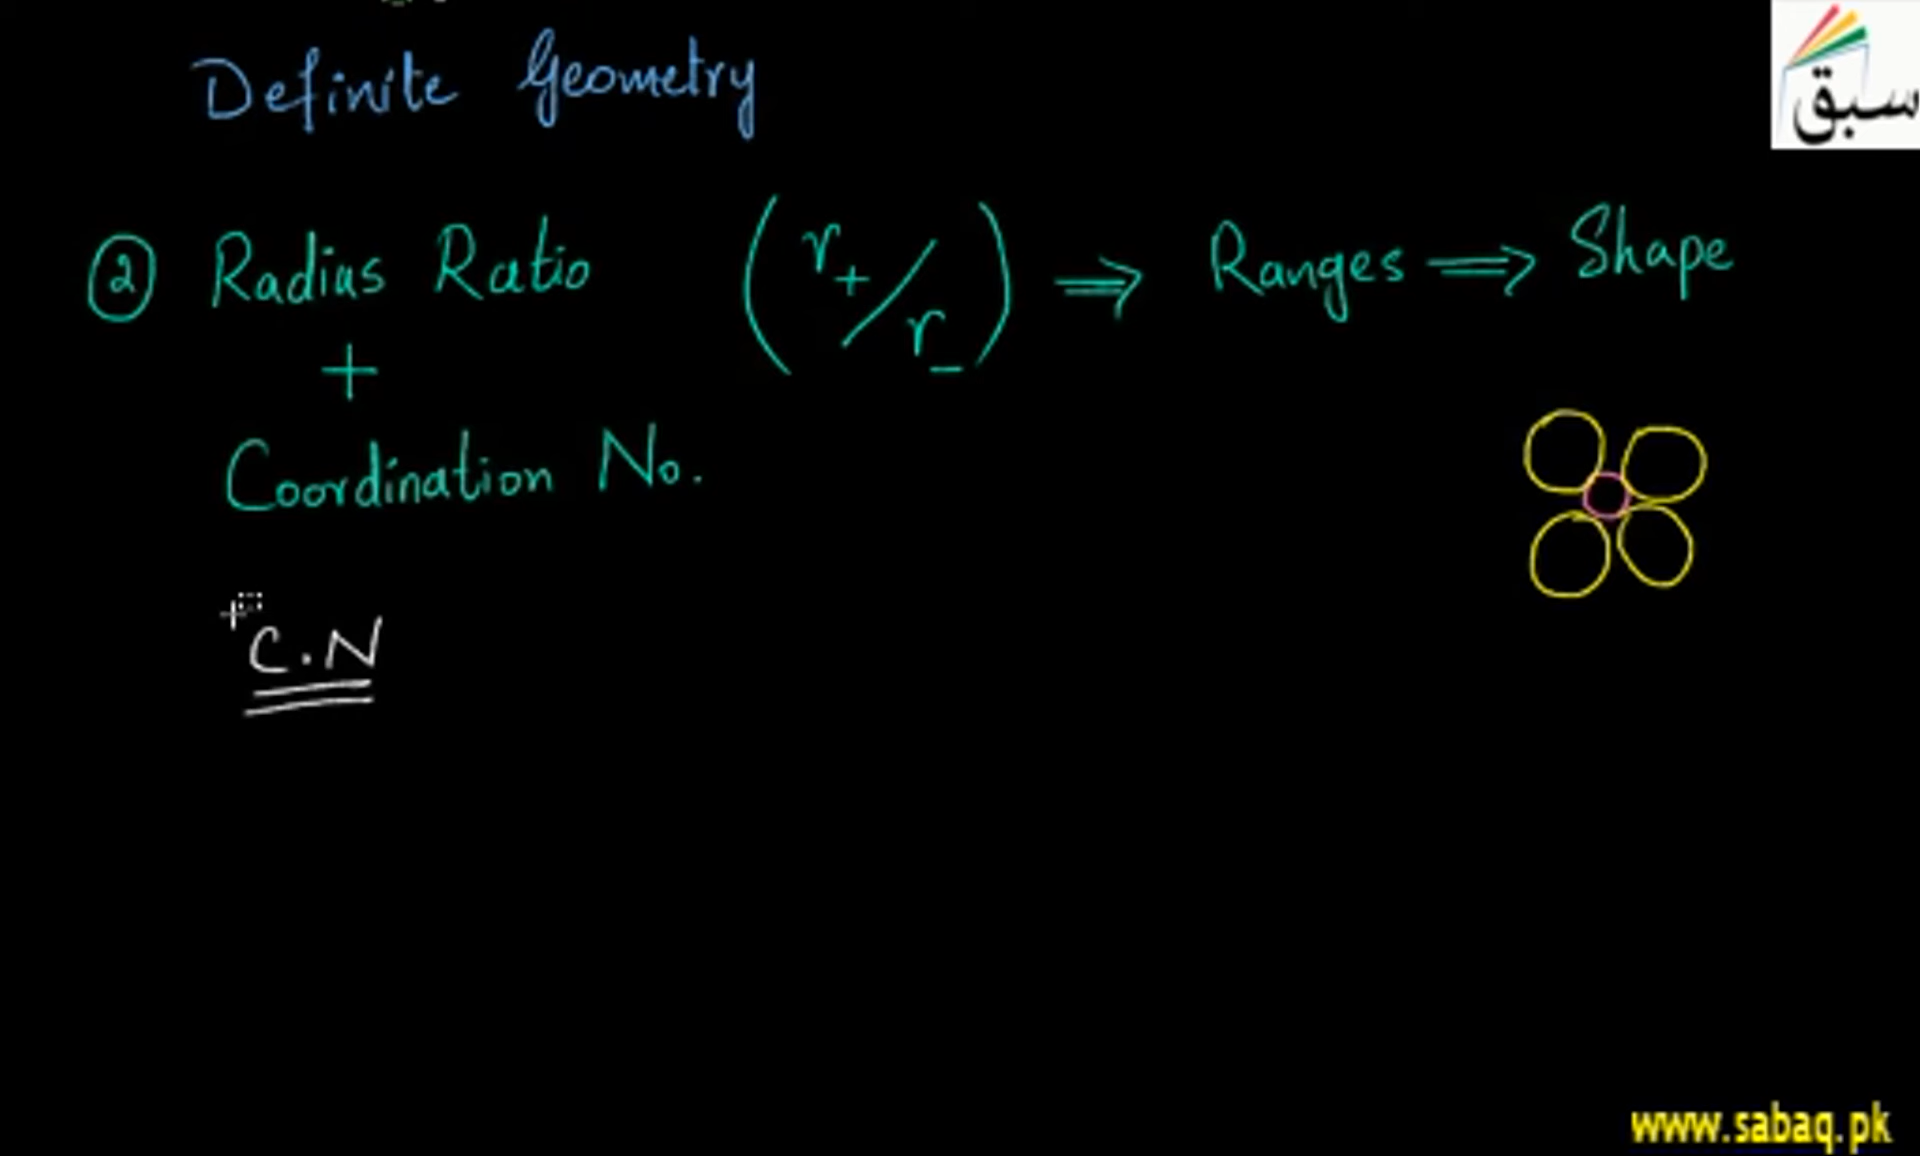 Definite Geometry
سبق
② Radius Ratio (r₊/r₋) ⇒ Ranges ⇒ Shape
+
Coordination No.
C.N
www.sabaq.pk